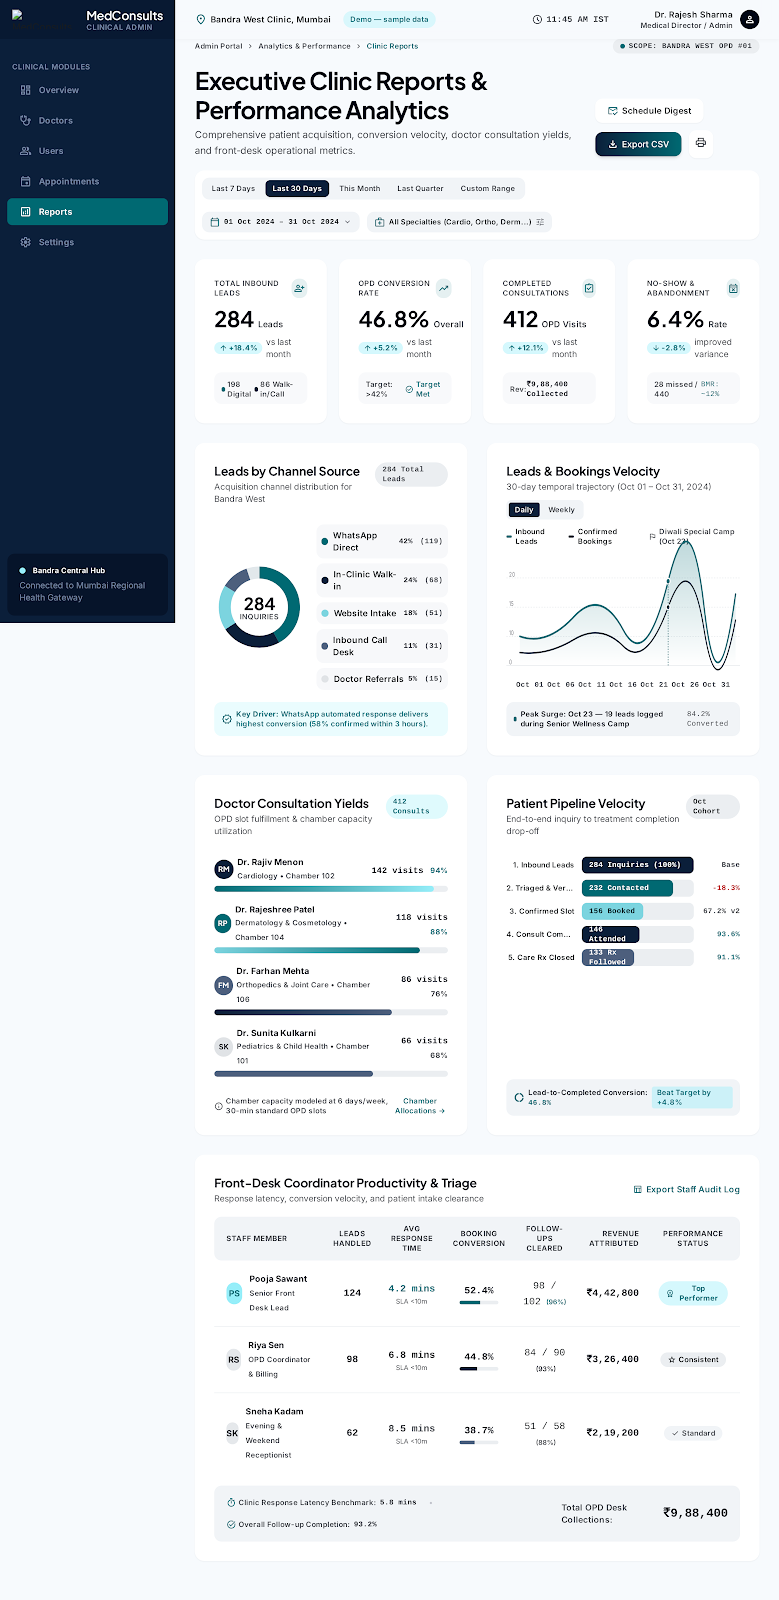 MedConsults
CLINICAL ADMIN
Bandra West Clinic, Mumbai
Demo — sample data
11:45 AM IST
Dr. Rajesh Sharma
Medical Director / Admin
CLINICAL MODULES
Overview
Doctors
Users
Appointments
Reports
Settings
Bandra Central Hub
Connected to Mumbai Regional
Health Gateway
Admin Portal > Analytics & Performance > Clinic Reports
SCOPE: BANDRA WEST OPD #01
Executive Clinic Reports &
Performance Analytics
Comprehensive patient acquisition, conversion velocity, doctor consultation yields,
and front-desk operational metrics.
Schedule Digest
Export CSV
Last 7 Days
Last 30 Days
This Month
Last Quarter
Custom Range
01 Oct 2024 – 31 Oct 2024
All Specialties (Cardio, Ortho, Derm...)
TOTAL INBOUND
LEADS
284 Leads
+18.4%
vs last
month
198
Digital
86 Walk-
in/Call
OPD CONVERSION
RATE
46.8% Overall
+5.2%
vs last
month
Target:
>42%
Target
Met
COMPLETED
CONSULTATIONS
412 OPD Visits
+12.1%
vs last
month
Rev:
₹9,88,400
Collected
NO-SHOW &
ABANDONMENT
6.4% Rate
-2.8%
improved
variance
28 missed /
440
BMR:
~12%
Leads by Channel Source
284 Total
Leads
Acquisition channel distribution for
Bandra West
284
INQUIRIES
WhatsApp
Direct
42% (119)
In-Clinic Walk-
in
24% (68)
Website Intake 18% (51)
Inbound Call
Desk
11% (31)
Doctor Referrals 5% (15)
Key Driver: WhatsApp automated response delivers
highest conversion (58% confirmed within 3 hours).
Leads & Bookings Velocity
30-day temporal trajectory (Oct 01 – Oct 31, 2024)
Daily
Weekly
Inbound
Leads
Confirmed
Bookings
Diwali Special Camp
(Oct 23)
20
15
10
0
Oct 01 Oct 06 Oct 11 Oct 16 Oct 21 Oct 26 Oct 31
Peak Surge: Oct 23 — 19 leads logged
during Senior Wellness Camp
84.2%
Converted
Doctor Consultation Yields
412
Consults
OPD slot fulfillment & chamber capacity
utilization
RM
Dr. Rajiv Menon
Cardiology • Chamber 102
142 visits 94%
RP
Dr. Rajeshree Patel
Dermatology & Cosmetology •
Chamber 104
118 visits
88%
FM
Dr. Farhan Mehta
Orthopedics & Joint Care • Chamber
106
86 visits
76%
SK
Dr. Sunita Kulkarni
Pediatrics & Child Health • Chamber
101
66 visits
68%
Chamber capacity modeled at 6 days/week,
30-min standard OPD slots
Chamber
Allocations →
Patient Pipeline Velocity
Oct
Cohort
End-to-end inquiry to treatment completion
drop-off
1. Inbound Leads
284 Inquiries (100%)
Base
2. Triaged & Ver...
232 Contacted
-18.3%
3. Confirmed Slot
156 Booked
67.2% v2
4. Consult Com...
146
Attended
93.6%
5. Care Rx Closed
133 Rx
Followed
91.1%
Lead-to-Completed Conversion:
46.8%
Beat Target by
+4.8%
Front-Desk Coordinator Productivity & Triage
Response latency, conversion velocity, and patient intake clearance
Export Staff Audit Log
STAFF MEMBER
LEADS
HANDLED
AVG
RESPONSE
TIME
BOOKING
CONVERSION
FOLLOW-
UPS
CLEARED
REVENUE
ATTRIBUTED
PERFORMANCE
STATUS
PS
Pooja Sawant
Senior Front
Desk Lead
124
4.2 mins
SLA <10m
52.4%
98 /
102 (96%)
₹4,42,800
Top
Performer
RS
Riya Sen
OPD Coordinator
& Billing
98
6.8 mins
SLA <10m
44.8%
84 / 90
(93%)
₹3,26,400
Consistent
SK
Sneha Kadam
Evening &
Weekend
Receptionist
62
8.5 mins
SLA <10m
38.7%
51 / 58
(88%)
₹2,19,200
Standard
Clinic Response Latency Benchmark: 5.8 mins
Overall Follow-up Completion: 93.2%
Total OPD Desk
Collections:
₹9,88,400